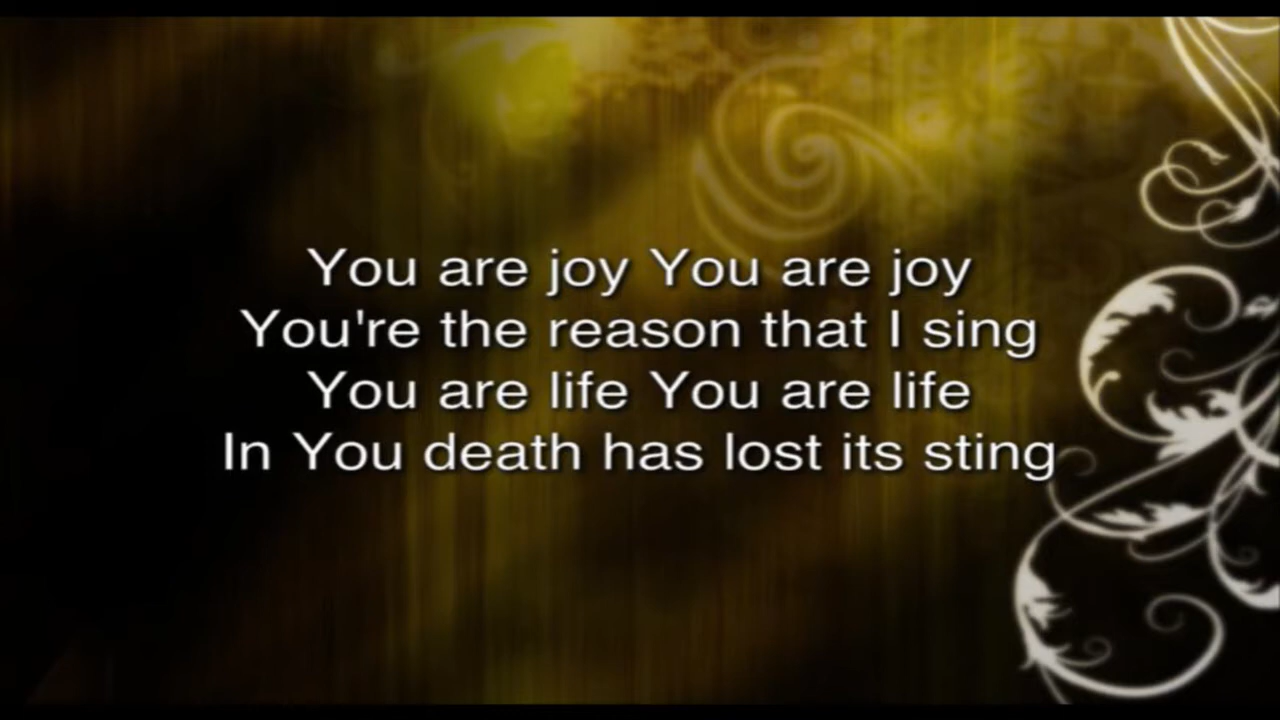 You are joy You are joy
You're the reason that I sing
You are life You are life
In You death has lost its sting